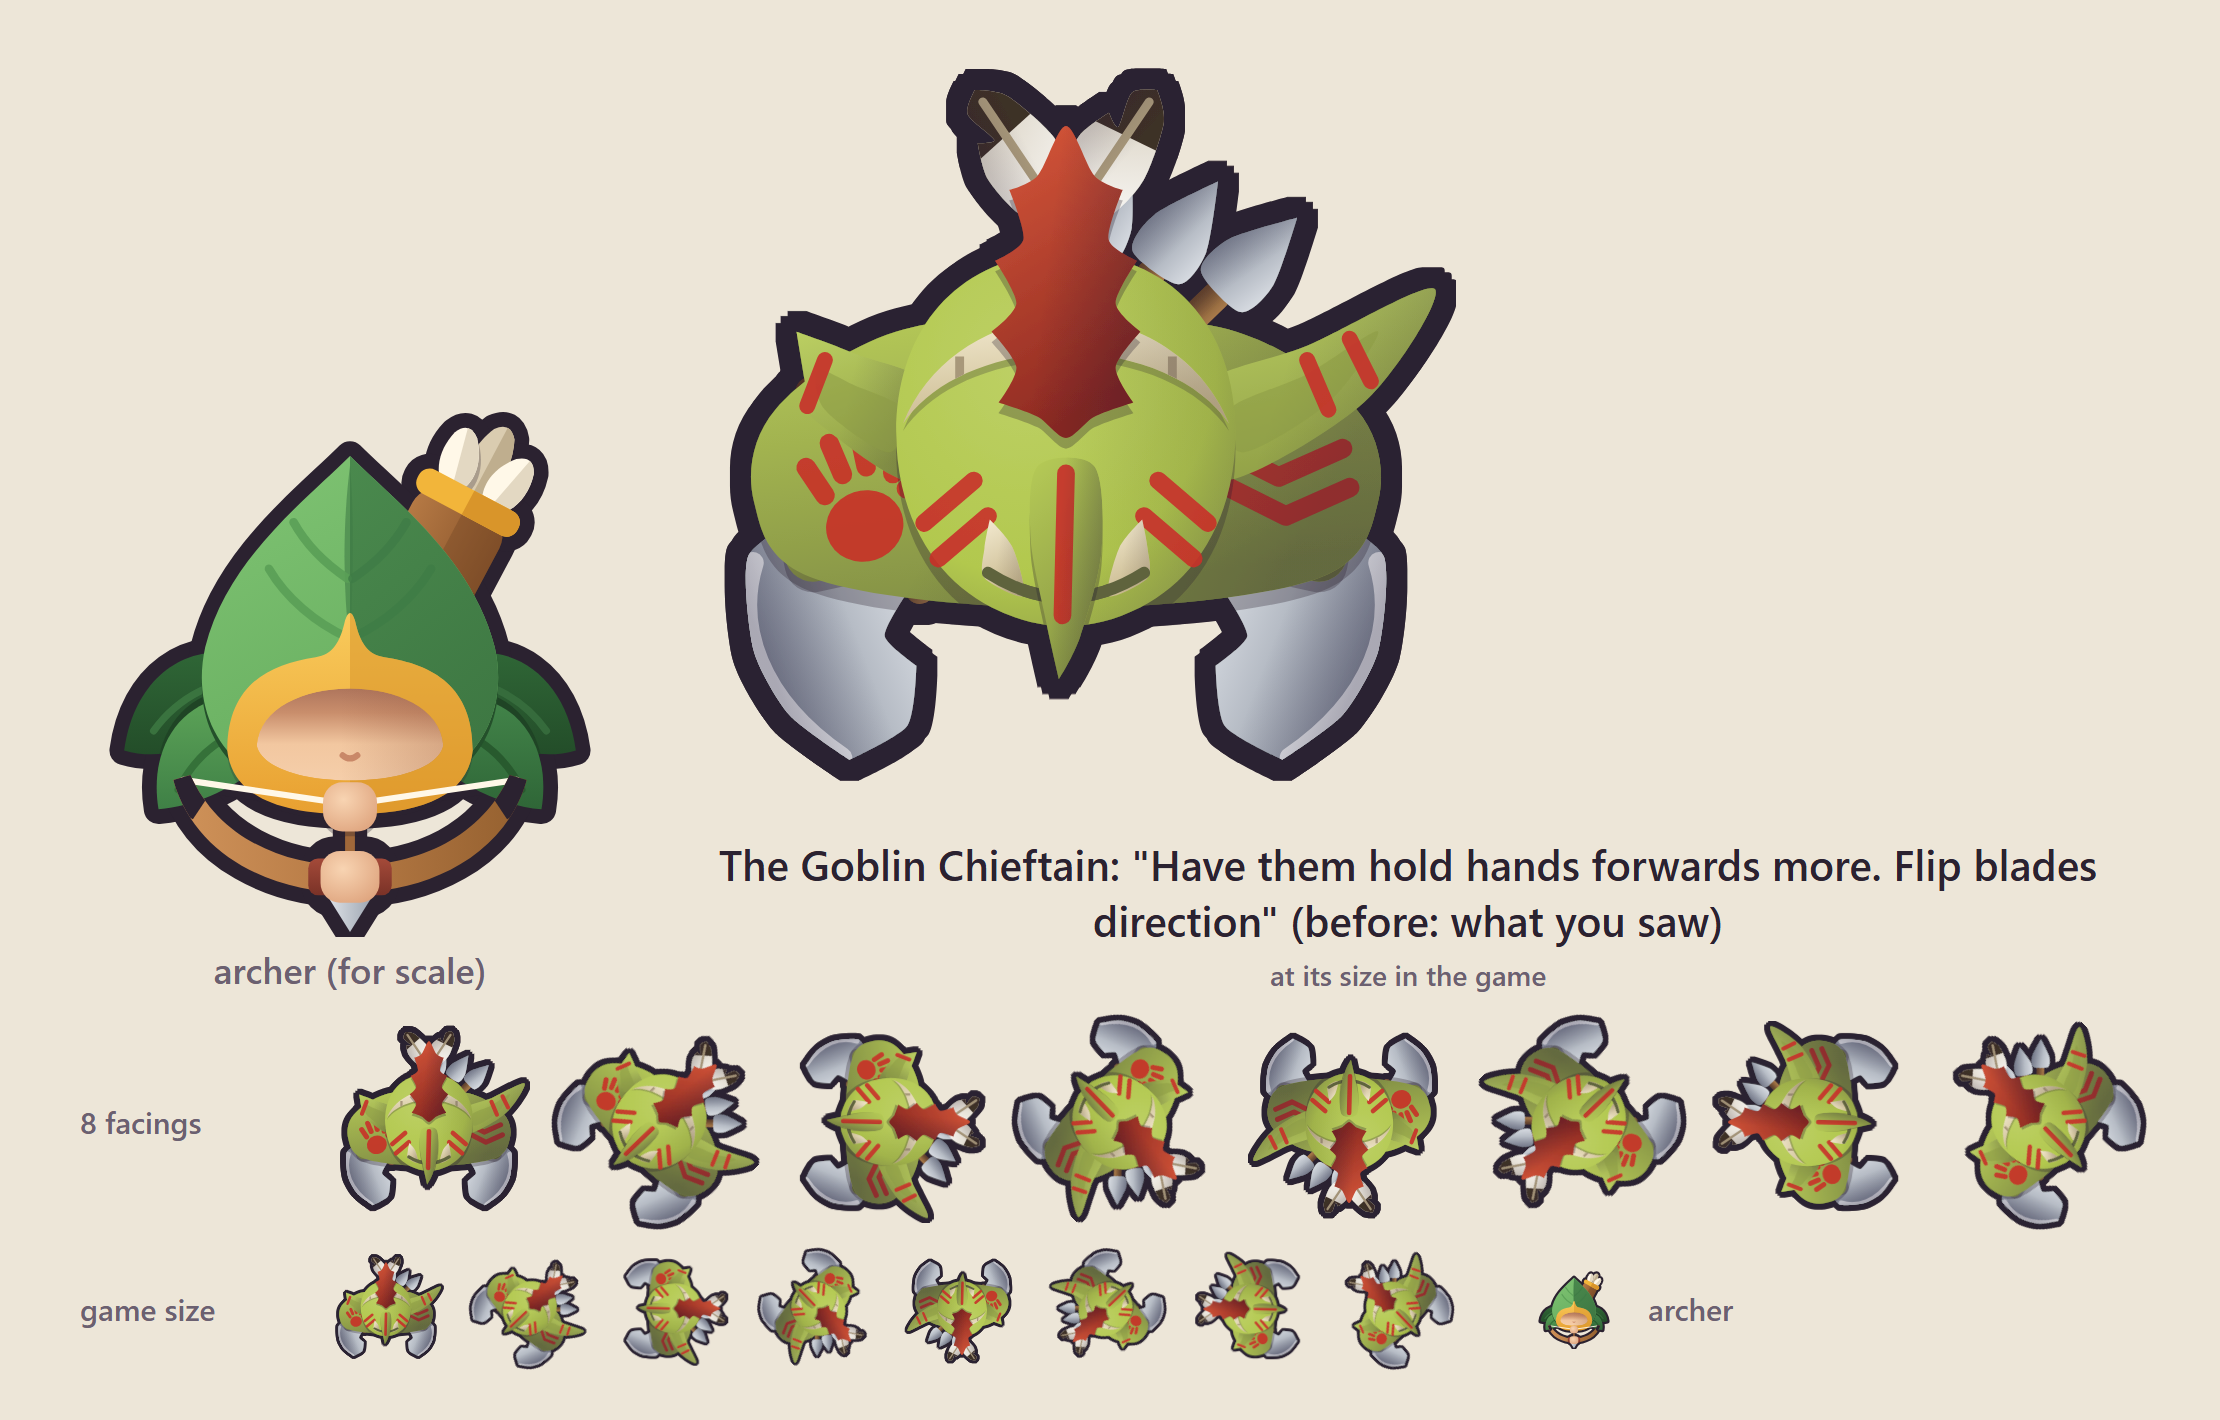 The Goblin Chieftain: "Have them hold hands forwards more. Flip blades
direction" (before: what you saw)
archer (for scale)
at its size in the game
8 facings
game size
archer